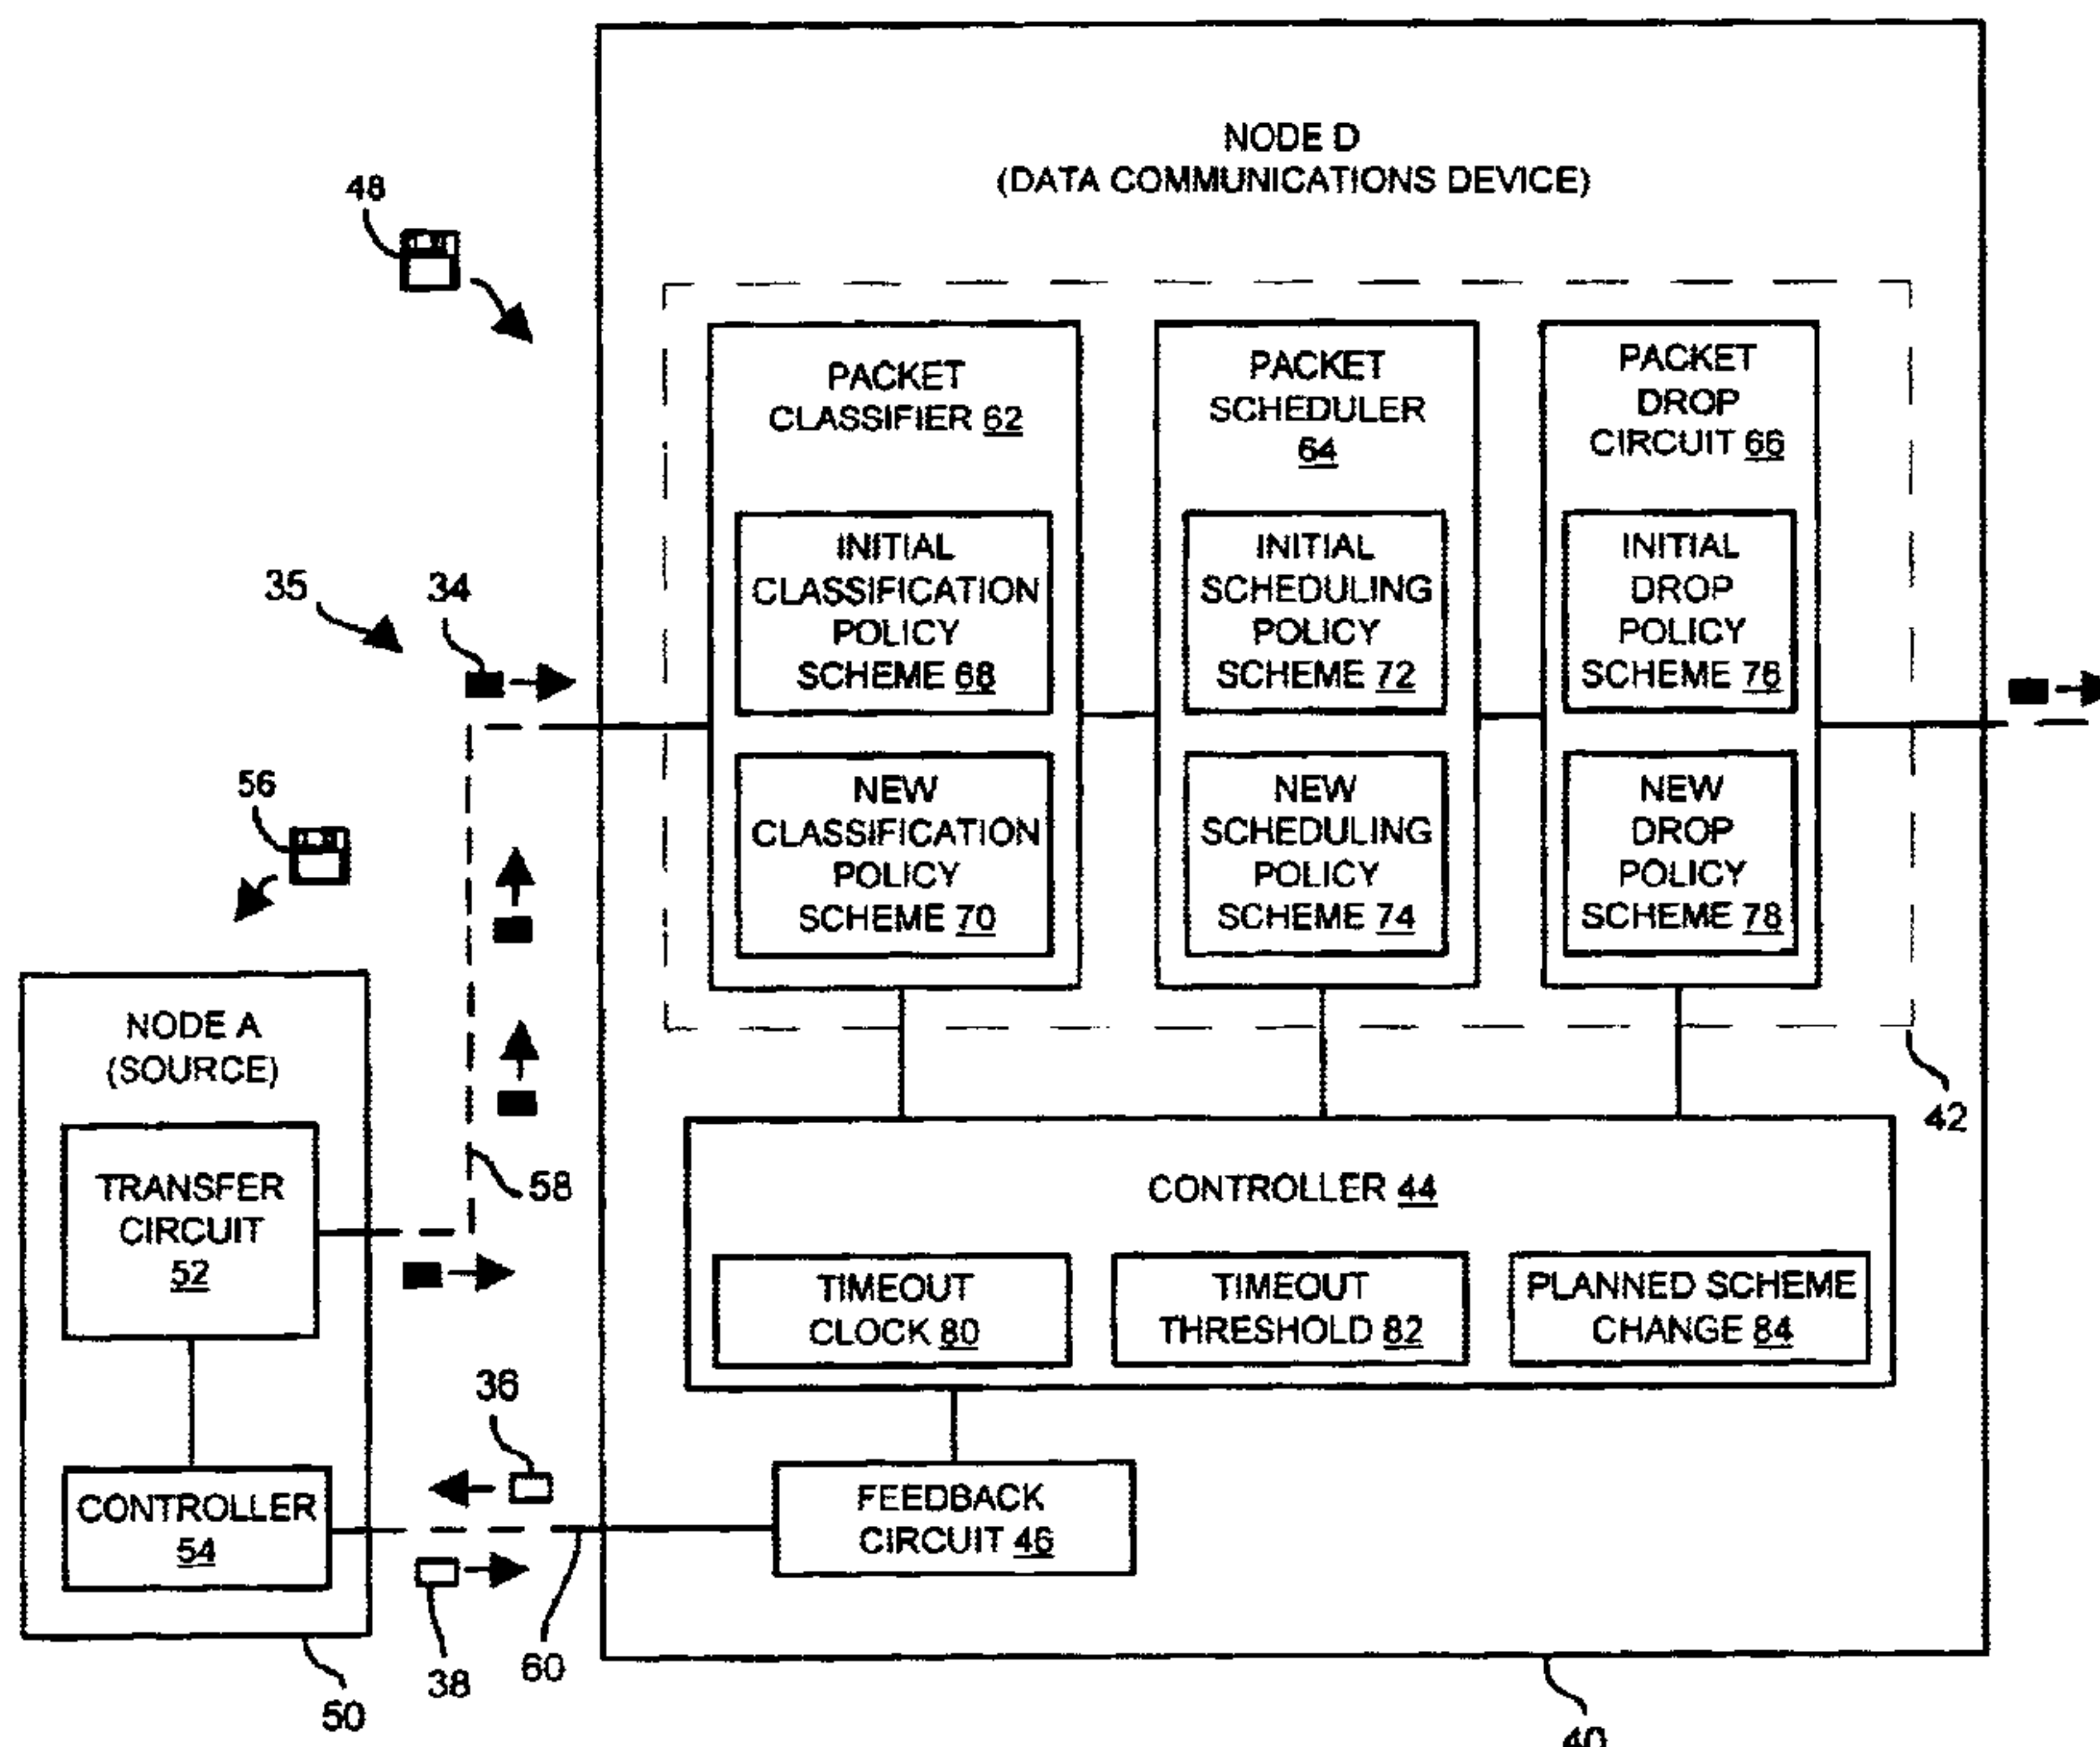 NODE D
(DATA COMMUNICATIONS DEVICE)
48
PACKET
CLASSIFIER 62
PACKET
SCHEDULER
64
PACKET
DROP
CIRCUIT 66
INITIAL
CLASSIFICATION
POLICY
SCHEME 68
INITIAL
SCHEDULING
POLICY
SCHEME 72
INITIAL
DROP
POLICY
SCHEME 76
35
34
NEW
CLASSIFICATION
POLICY
SCHEME 70
NEW
SCHEDULING
POLICY
SCHEME 74
NEW
DROP
POLICY
SCHEME 78
56
NODE A
(SOURCE)
42
TRANSFER
CIRCUIT
52
58
CONTROLLER 44
TIMEOUT
CLOCK 80
TIMEOUT
THRESHOLD 82
PLANNED SCHEME
CHANGE 84
36
CONTROLLER
54
FEEDBACK
CIRCUIT 46
38
60
50
40